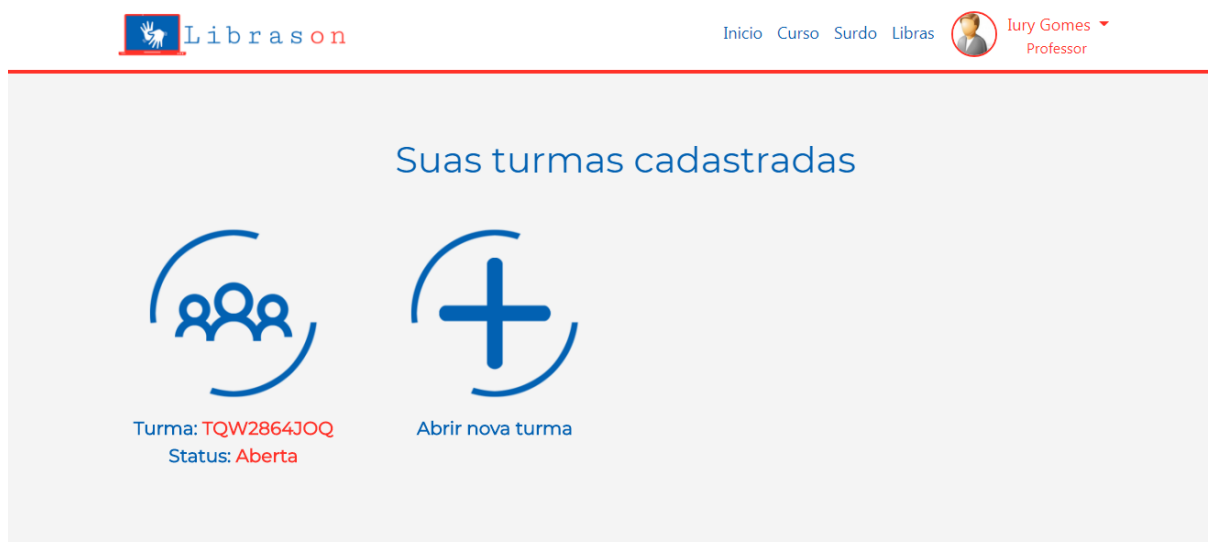 Librason
Inicio Curso Surdo Libras
Iury Gomes
Professor
Suas turmas cadastradas
Turma: TQW2864JOQ
Status: Aberta
Abrir nova turma